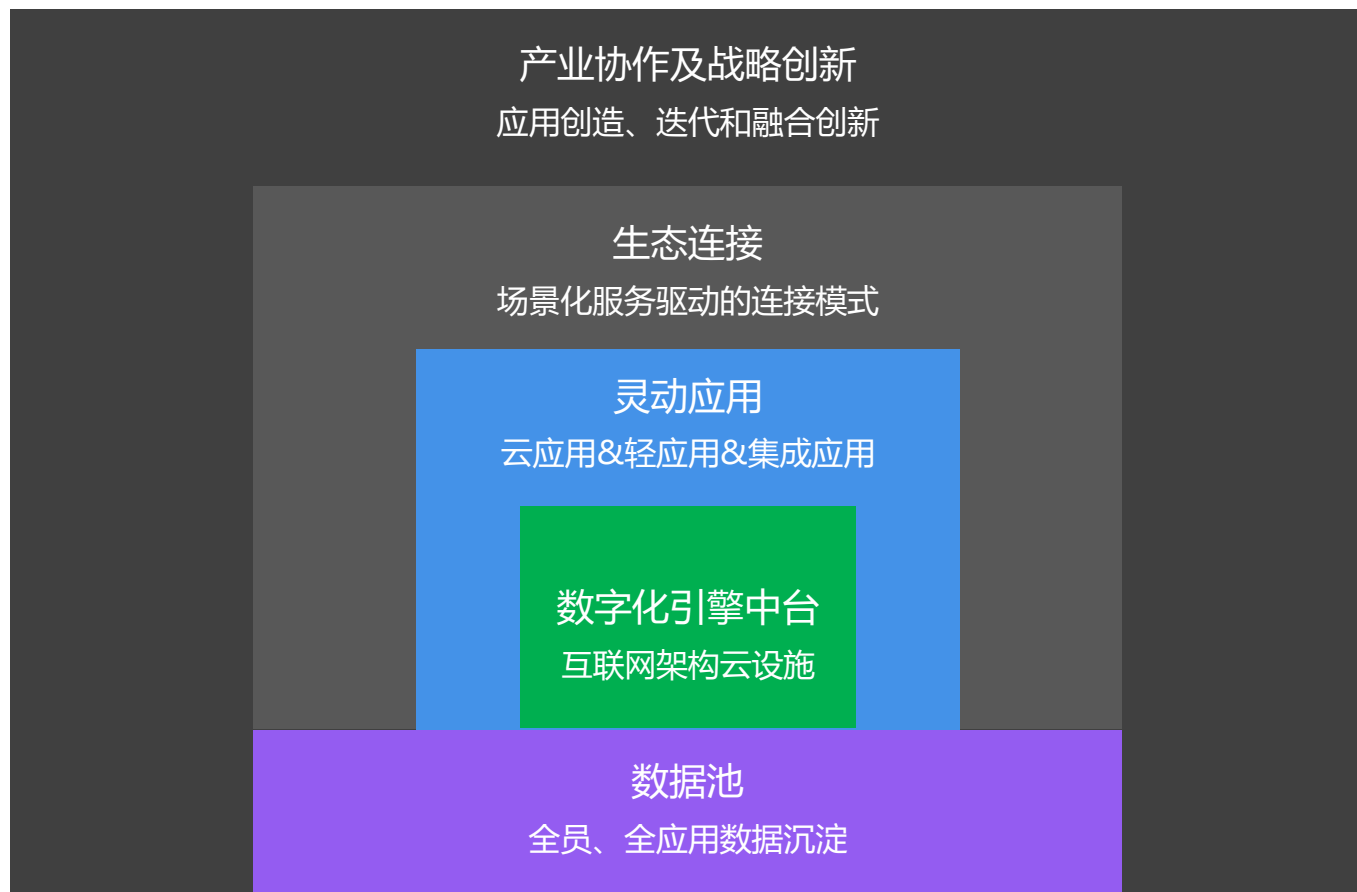 产业协作及战略创新
应用创造、迭代和融合创新
生态连接
场景化服务驱动的连接模式
灵动应用
云应用&轻应用&集成应用
数字化引擎中台
互联网架构云设施
数据池
全员、全应用数据沉淀